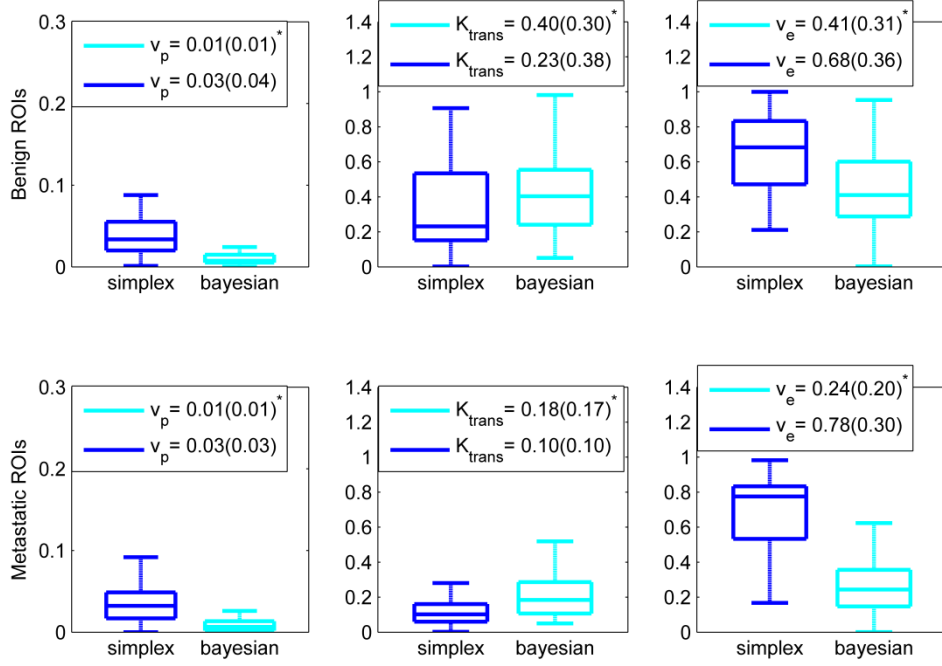 Benign ROIs
0.3
0.2
0.1
0
v_p = 0.01(0.01)*
v_p = 0.03(0.04)
simplex bayesian
1.4
1.2
1
0.8
0.6
0.4
0.2
0
K_trans = 0.40(0.30)*
K_trans = 0.23(0.38)
simplex bayesian
1.4
1.2
1
0.8
0.6
0.4
0.2
0
v_e = 0.41(0.31)*
v_e = 0.68(0.36)
simplex bayesian
Metastatic ROIs
0.3
0.2
0.1
0
v_p = 0.01(0.01)*
v_p = 0.03(0.03)
simplex bayesian
1.4
1.2
1
0.8
0.6
0.4
0.2
0
K_trans = 0.18(0.17)*
K_trans = 0.10(0.10)
simplex bayesian
1.4
1.2
1
0.8
0.6
0.4
0.2
0
v_e = 0.24(0.20)*
v_e = 0.78(0.30)
simplex bayesian